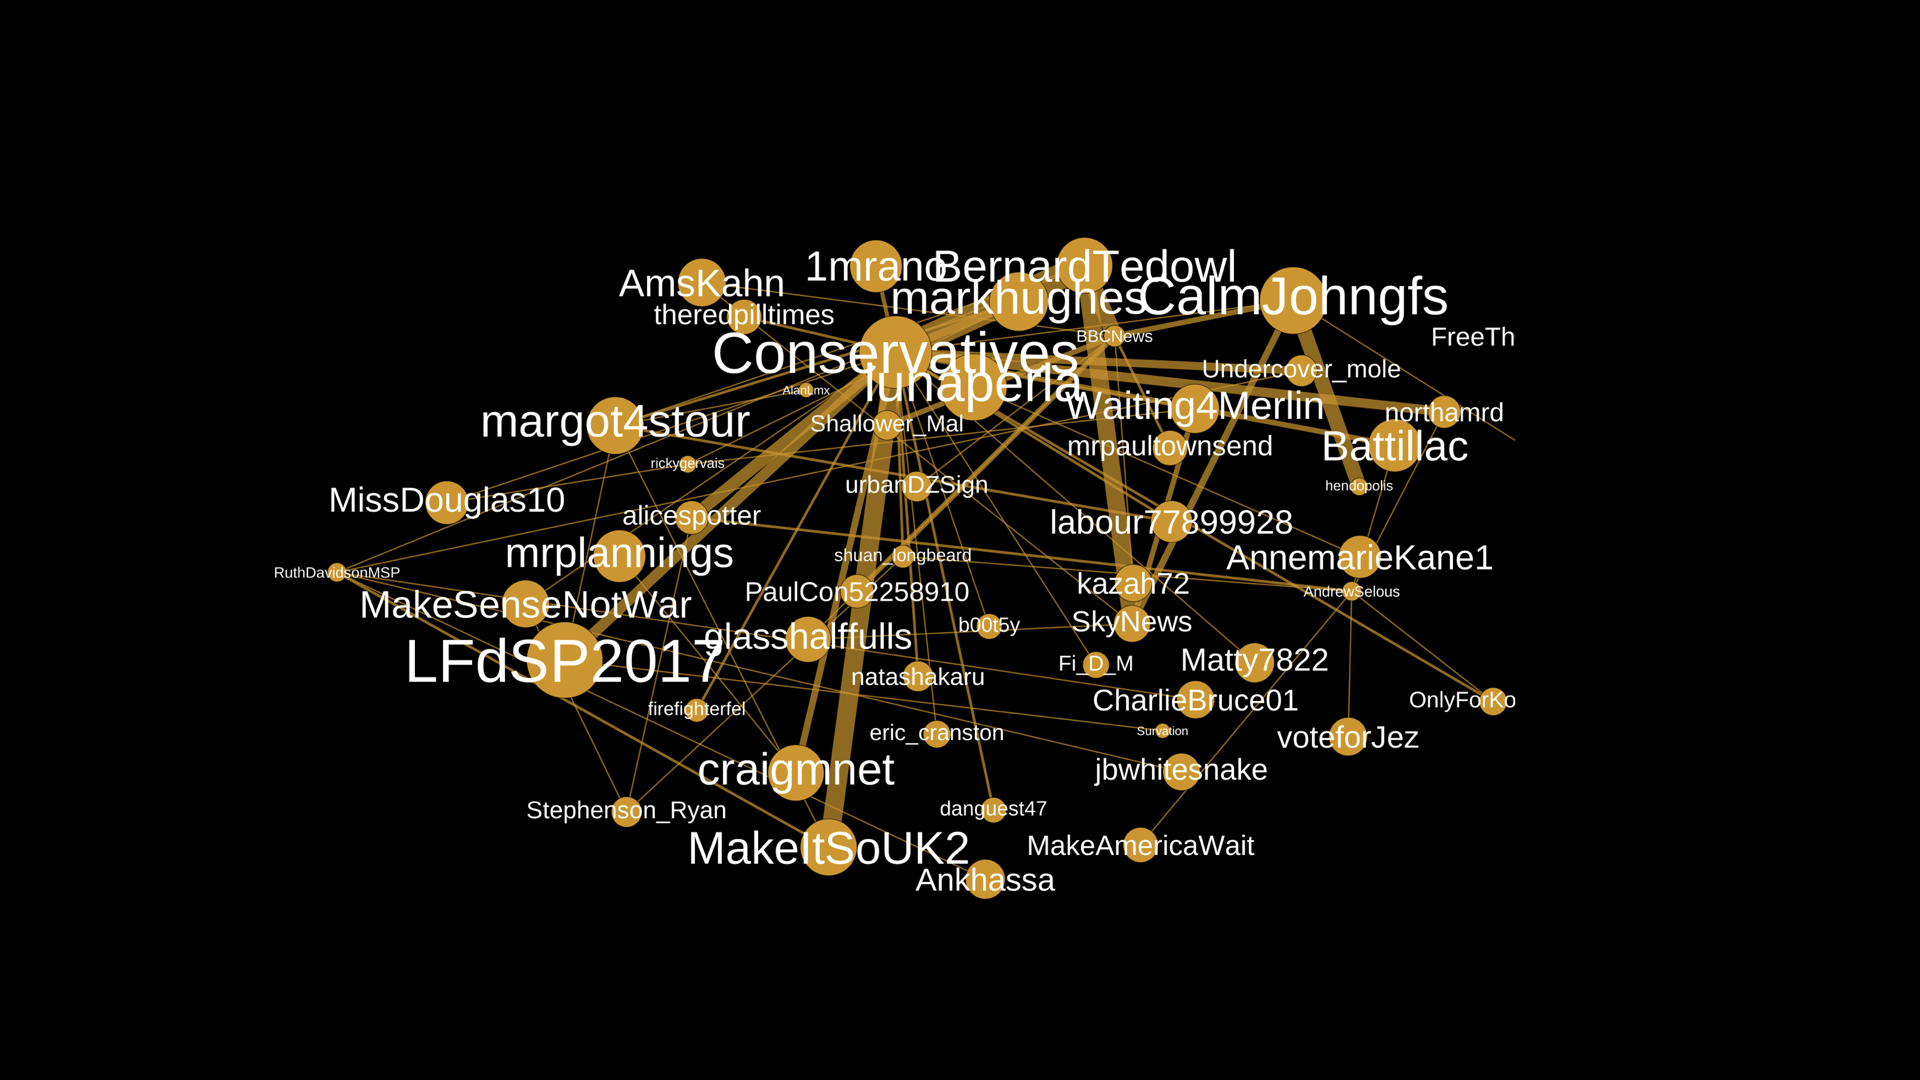 1mrano
BernardTedowl
AmsKahn
markhughes
CalmJohngfs
theredpilltimes
BBCNews
FreeTh
Conservatives
Undercover_mole
lunaperla
AlanLmx
Waiting4Merlin
northamrd
margot4stour
Shallower_Mal
mrpaultownsend
Battillac
rickygervais
urbanDZSign
hendopolis
MissDouglas10
alicespotter
labour77899928
mrplannings
shuan_longbeard
AnnemarieKane1
RuthDavidsonMSP
kazah72
PaulCon52258910
AndrewSelous
MakeSenseNotWar
b00t5y
SkyNews
glasshalffulls
LFdSP2017
Fi_D_M
Matty7822
natashakaru
CharlieBruce01
OnlyForKo
firefighterfel
eric_cranston
Survation
voteforJez
craigmnet
jbwhitesnake
Stephenson_Ryan
danguest47
MakeItSoUK2
MakeAmericaWait
Ankhassa